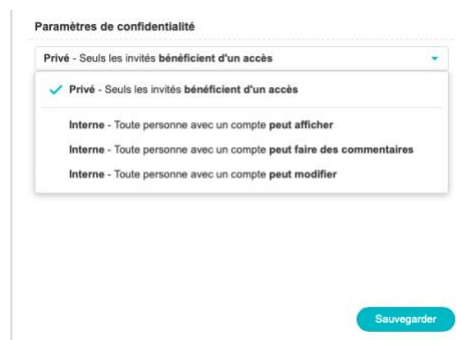 Paramètres de confidentialité
Privé - Seuls les invités bénéficient d'un accès
Privé - Seuls les invités bénéficient d'un accès
Interne - Toute personne avec un compte peut afficher
Interne - Toute personne avec un compte peut faire des commentaires
Interne - Toute personne avec un compte peut modifier
Sauvegarder